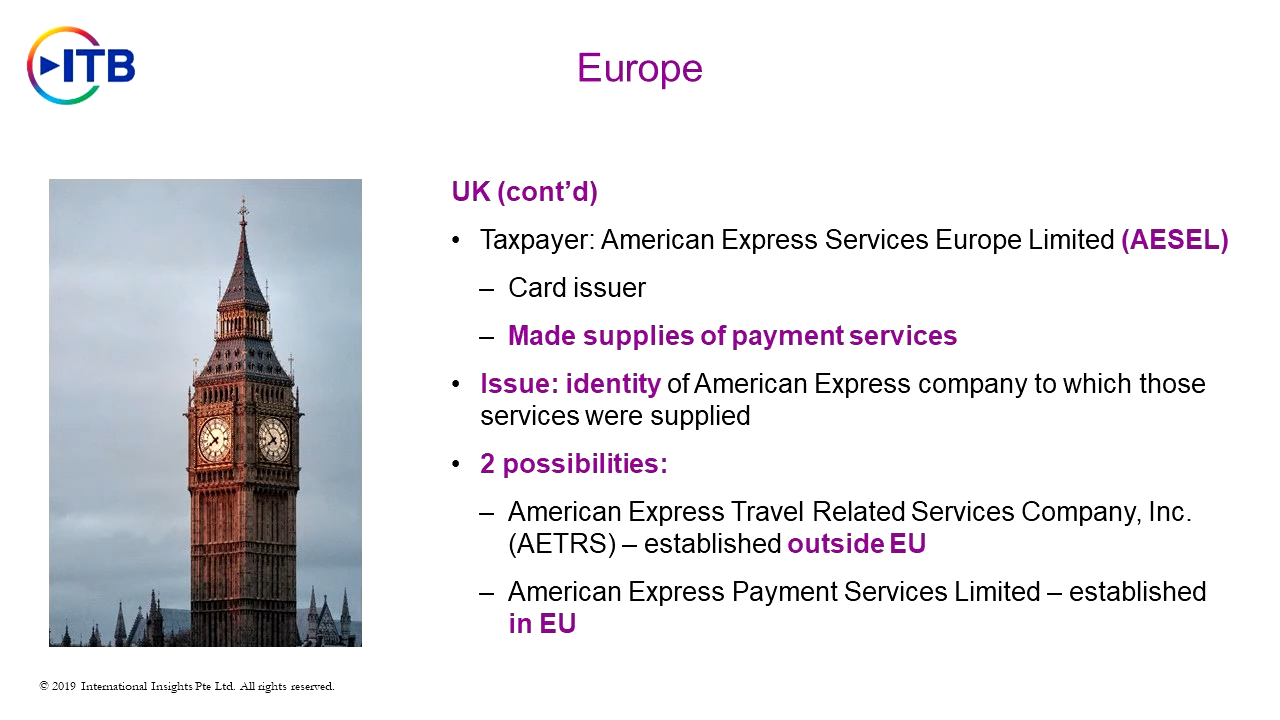 ITB
Europe
UK (cont’d)
• Taxpayer: American Express Services Europe Limited (AESEL)
– Card issuer
– Made supplies of payment services
• Issue: identity of American Express company to which those
services were supplied
• 2 possibilities:
– American Express Travel Related Services Company, Inc.
(AETRS) – established outside EU
– American Express Payment Services Limited – established
in EU
© 2019 International Insights Pte Ltd. All rights reserved.